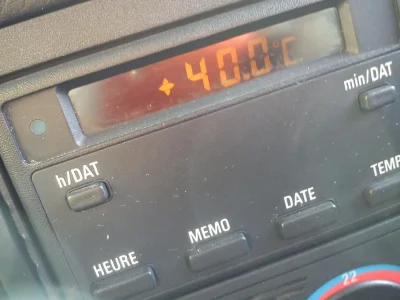 +40.0°C
min/DAT
h/DAT
TEMP
DATE
MEMO
HEURE
22